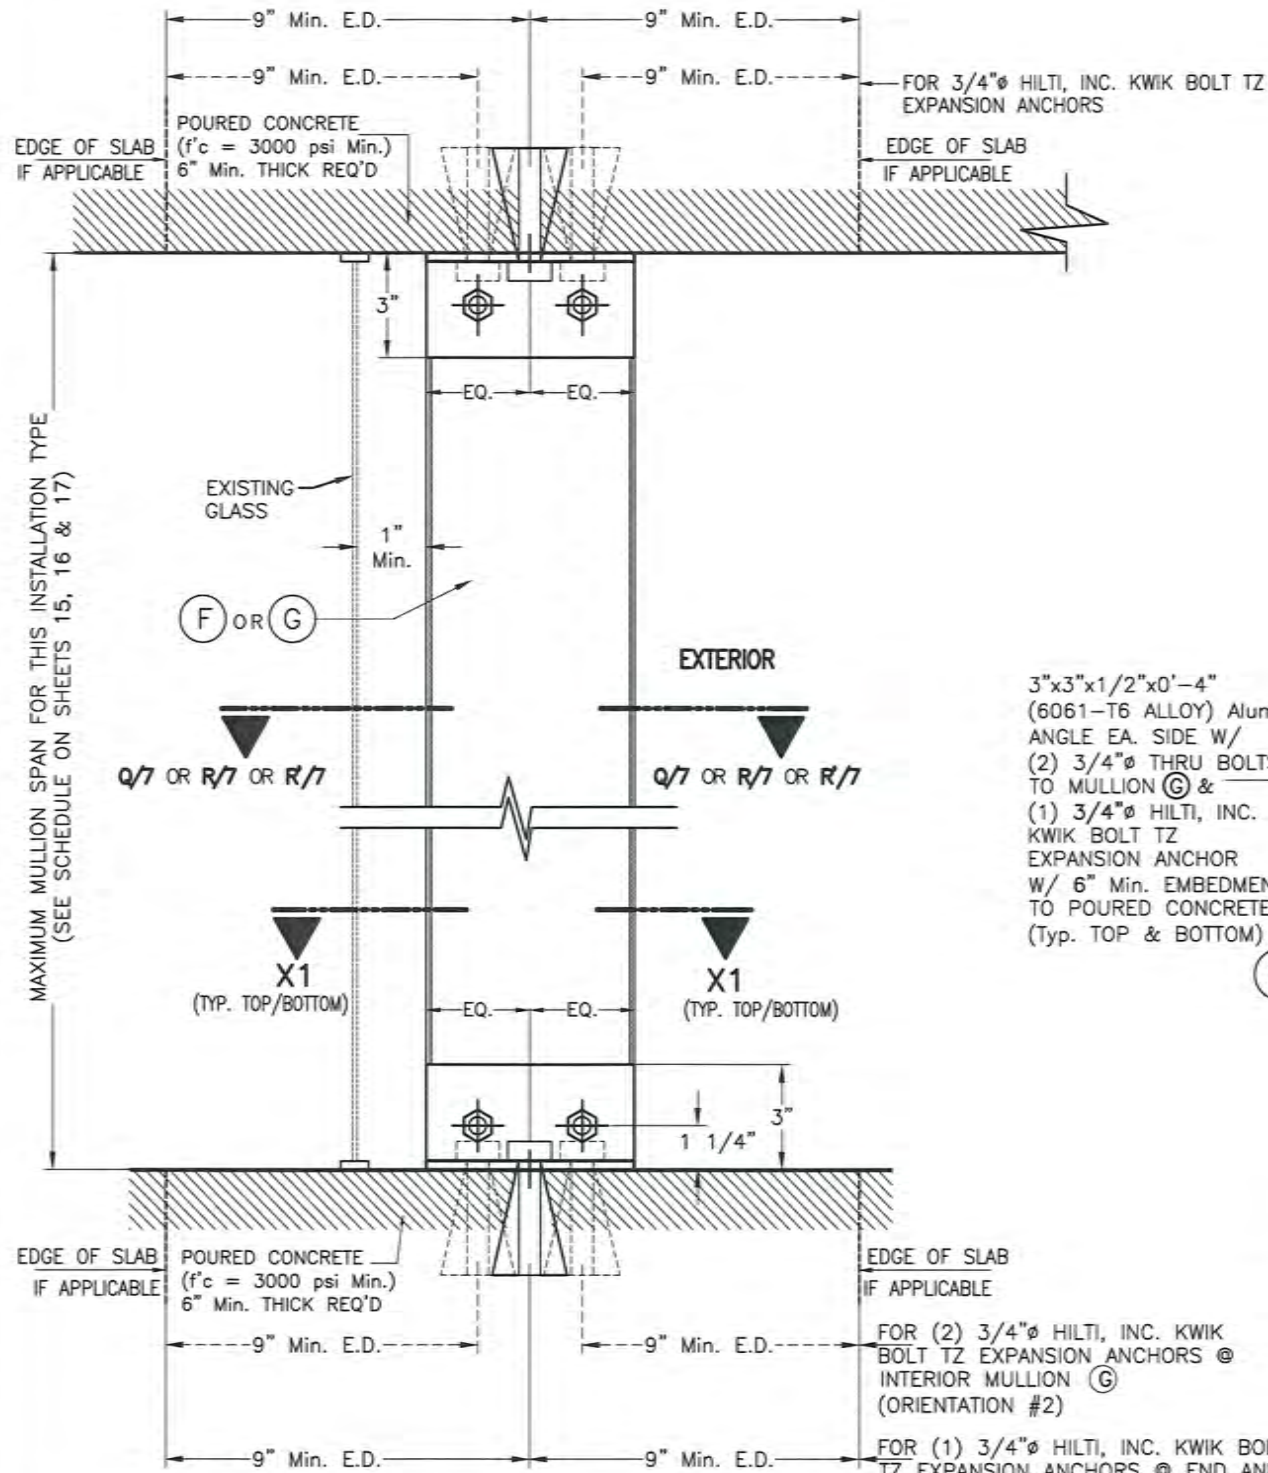 9" Min. E.D.
9" Min. E.D.
9" Min. E.D.
9" Min. E.D.
FOR 3/4"ø HILTI, INC. KWIK BOLT TZ
EXPANSION ANCHORS
POURED CONCRETE
(f'c = 3000 psi Min.)
6" Min. THICK REQ'D
EDGE OF SLAB
IF APPLICABLE
EDGE OF SLAB
IF APPLICABLE
3"
EQ.
EQ.
MAXIMUM MULLION SPAN FOR THIS INSTALLATION TYPE
(SEE SCHEDULE ON SHEETS 15, 16 & 17)
EXISTING
GLASS
1"
Min.
F OR G
EXTERIOR
Q/7 OR R/7 OR R'/7
Q/7 OR R/7 OR R'/7
3"x3"x1/2"x0'-4"
(6061-T6 ALLOY)
ANGLE EA. SIDE W/
(2) 3/4"ø THRU BOLTS
TO MULLION G &
(1) 3/4"ø HILTI, INC.
KWIK BOLT TZ
EXPANSION ANCHOR
W/ 6" Min.
TO POURED CONCRETE
(Typ. TOP & BOTTOM)
X1
(TYP. TOP/BOTTOM)
X1
(TYP. TOP/BOTTOM)
EQ.
EQ.
3"
1 1/4"
EDGE OF SLAB
IF APPLICABLE
POURED CONCRETE
(f'c = 3000 psi Min.)
6" Min. THICK REQ'D
EDGE OF SLAB
IF APPLICABLE
9" Min. E.D.
9" Min. E.D.
FOR (2) 3/4"ø HILTI, INC. KWIK
BOLT TZ EXPANSION ANCHORS @
INTERIOR MULLION G
(ORIENTATION #2)
9" Min. E.D.
9" Min. E.D.
FOR (1) 3/4"ø HILTI, INC. KWIK
TZ EXPANSION ANCHORS @ END